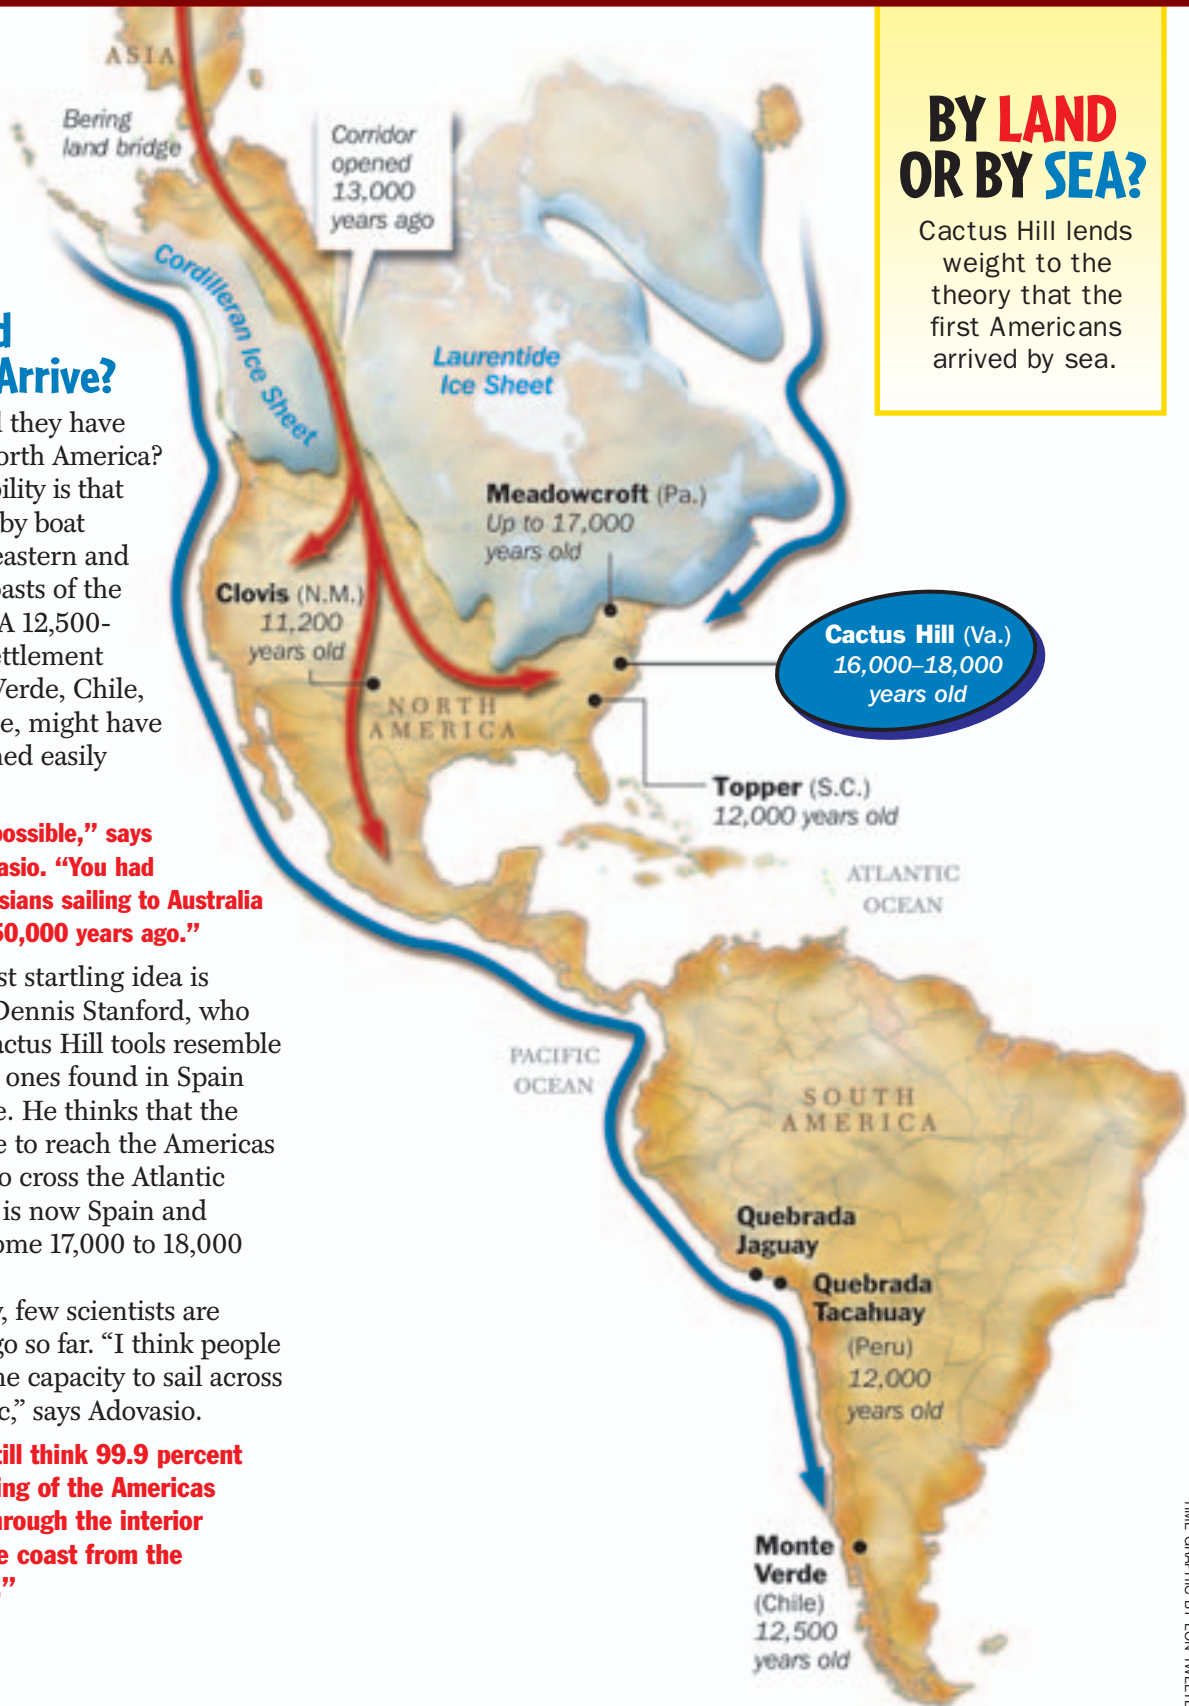 ASIA
Bering
land bridge
Corridor
opened
13,000
years ago
Cordilleran Ice Sheet
Laurentide
Ice Sheet
Meadowcroft (Pa.)
Up to 17,000
years old
Clovis (N.M.)
11,200
years old
NORTH
AMERICA
Cactus Hill (Va.)
16,000–18,000
years old
Topper (S.C.)
12,000 years old
ATLANTIC
OCEAN
PACIFIC
OCEAN
SOUTH
AMERICA
Quebrada
Jaguay
Quebrada
Tacahuay
(Peru)
12,000
years old
Monte
Verde
(Chile)
12,500
years old
BY LAND
OR BY SEA?
Cactus Hill lends
weight to the
theory that the
first Americans
arrived by sea.
Arrive?
they have
orth America?
bility is that
by boat
eastern and
asts of the
A 12,500-
ettlement
Verde, Chile,
e, might have
ned easily
possible,” says
asio. “You had
sians sailing to Australia
50,000 years ago.”
st startling idea is
Dennis Stanford, who
actus Hill tools resemble
ones found in Spain
e. He thinks that the
e to reach the Americas
o cross the Atlantic
is now Spain and
ome 17,000 to 18,000
y, few scientists are
go so far. “I think people
he capacity to sail across
c,” says Adovasio.
till think 99.9 percent
ing of the Americas
hrough the interior
e coast from the
.”